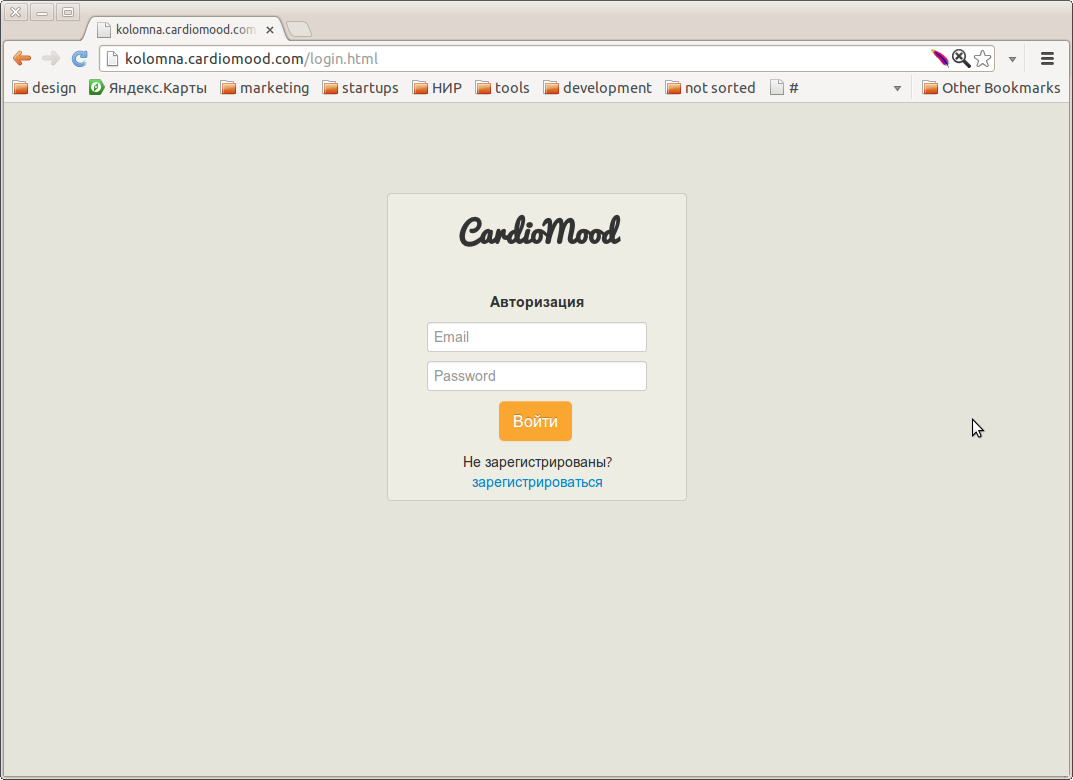 kolomna.cardiomood.com
kolomna.cardiomood.com/login.html
design Яндекс.Карты marketing startups НИР tools development not sorted # Other Bookmarks
CardioMood
Авторизация
Email
Password
Войти
Не зарегистрированы?
зарегистрироваться